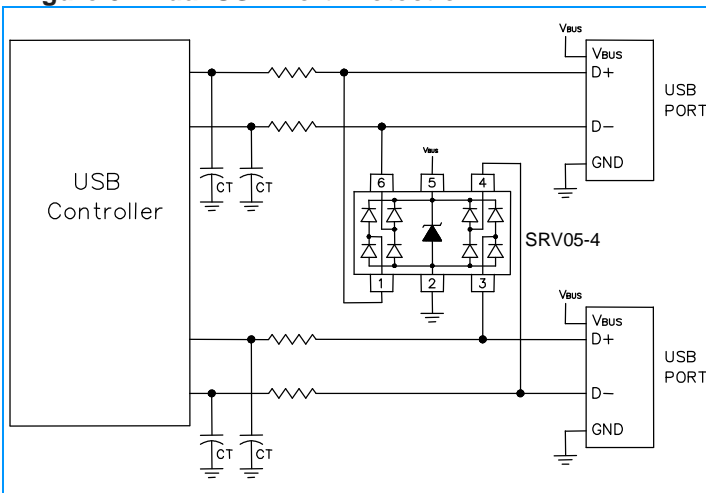 VBUS
VBUS
D+
USB
PORT
D-
VBUS
GND
6 5 4
USB
Controller
CT CT
SRV05-4
1 2 3
VBUS
VBUS
D+
USB
PORT
D-
GND
CT CT